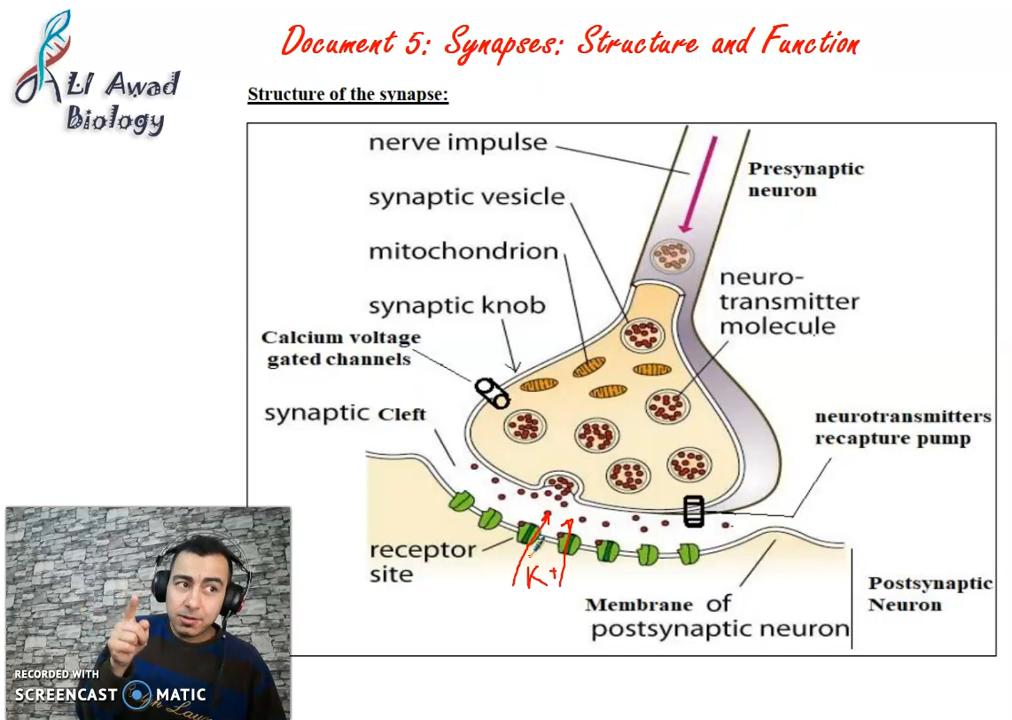 Document 5: Synapses: Structure and Function
ALI Awad
Biology
Structure of the synapse:
nerve impulse
Presynaptic
neuron
synaptic vesicle
mitochondrion
neuro-
transmitter
molecule
synaptic knob
Calcium voltage
gated channels
synaptic Cleft
neurotransmitters
recapture pump
receptor
site
K+
Membrane of
postsynaptic neuron
Postsynaptic
Neuron
RECORDED WITH
SCREENCAST MATIC